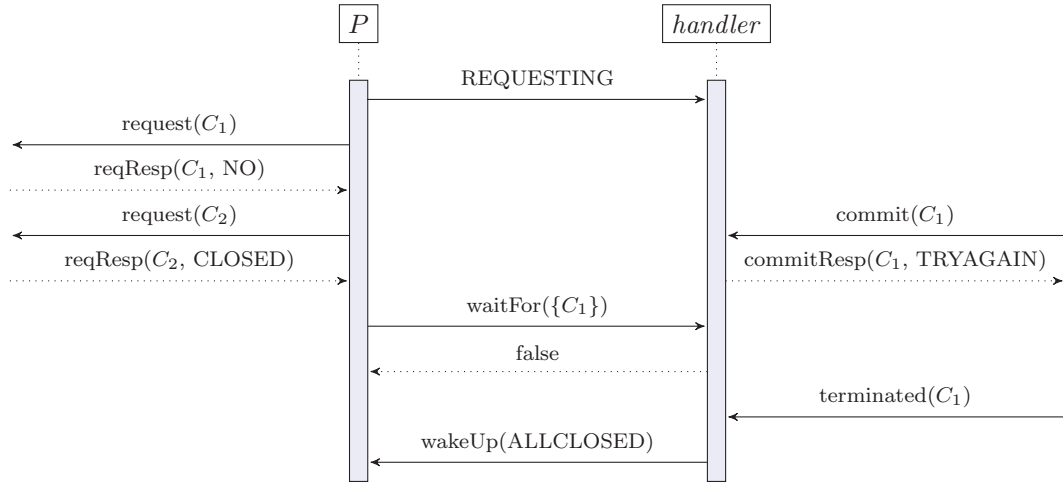 P handler
REQUESTING
request(C₁)
reqResp(C₁, NO)
request(C₂) commit(C₁)
reqResp(C₂, CLOSED) commitResp(C₁, TRYAGAIN)
waitFor({C₁})
false
terminated(C₁)
wakeUp(ALLCLOSED)